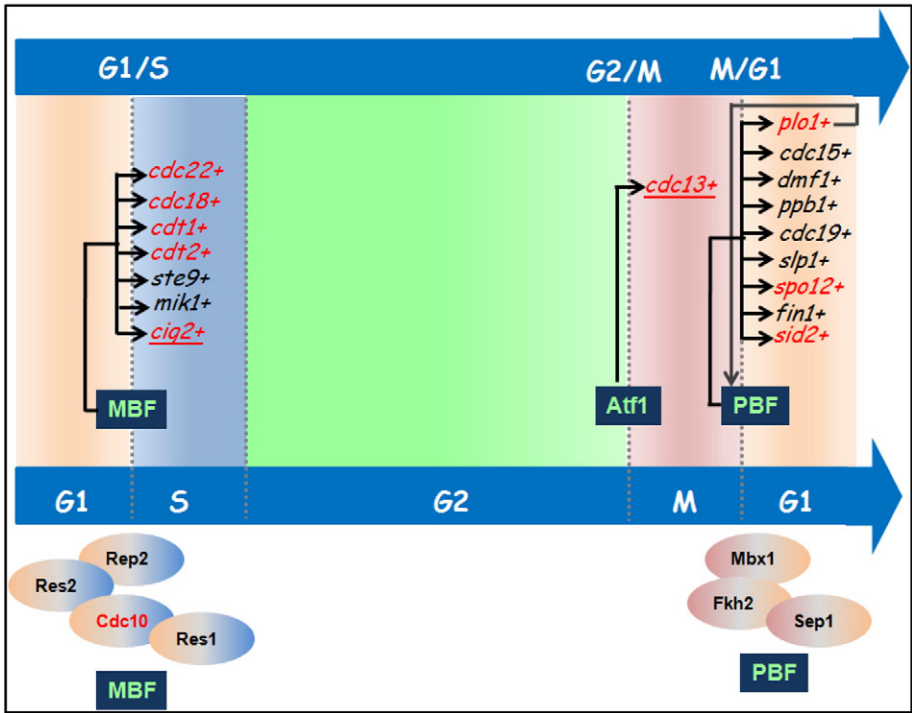 G1/S
G2/M
M/G1
cdc22+
cdc18+
cdt1+
cdt2+
ste9+
mik1+
cig2+
MBF
cdc13+
Atf1
plo1+
cdc15+
dmf1+
ppb1+
cdc19+
slp1+
spo12+
fin1+
sid2+
PBF
G1
S
G2
M
G1
Rep2
Res2
Cdc10
Res1
MBF
Mbx1
Fkh2
Sep1
PBF